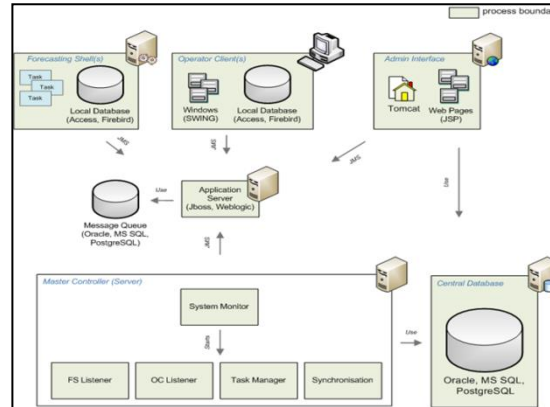 process bounda
Forecasting Shell(s)
Task
Task
Task
Local Database
(Access, Firebird)
Operator Client(s)
Windows
(SWING)
Local Database
(Access, Firebird)
Admin Interface
Tomcat
Web Pages
(JSP)
JMS
JMS
JMS
Use
Message Queue
(Oracle, MS SQL,
PostgreSQL)
Use
Application
Server
(Jboss, Weblogic)
JMS
Master Controller (Server)
System Monitor
Starts
FS Listener
OC Listener
Task Manager
Synchronisation
Use
Central Database
Oracle, MS SQL,
PostgreSQL